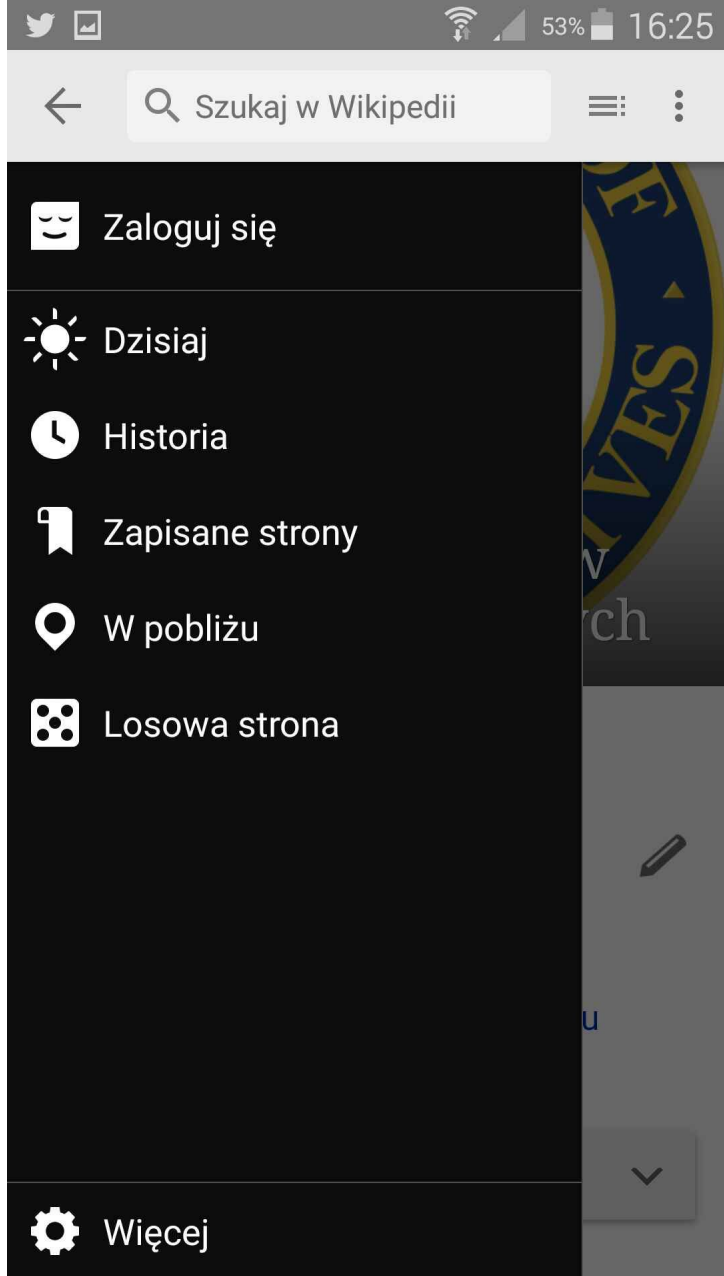 53% 16:25
Szukaj w Wikipedii
Zaloguj się
Dzisiaj
Historia
Zapisane strony
W pobliżu
Losowa strona
Więcej